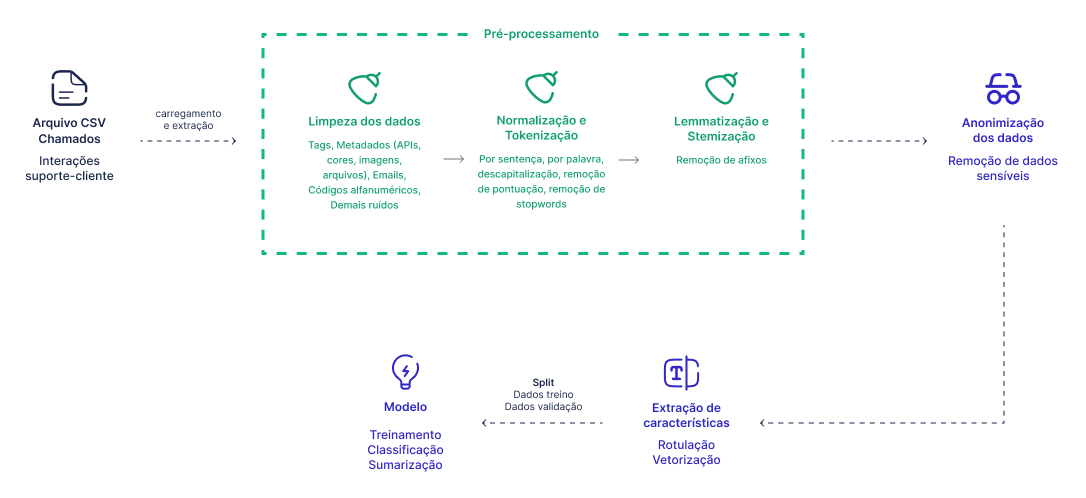 Pré-processamento
Arquivo CSV
Chamados
Interações
suporte-cliente
carregamento
e extração
Limpeza dos dados
Tags, Metadados (APIs,
cores, imagens,
arquivos), Emails,
Códigos alfanuméricos,
Demais ruídos
Normalização e
Tokenização
Por sentença, por palavra,
descapitalização, remoção
de pontuação, remoção de
stopwords
Lemmatização e
Stemização
Remoção de afixos
Anonimização
dos dados
Remoção de dados
sensíveis
Extração de
características
Rotulação
Vetorização
Split
Dados treino
Dados validação
Modelo
Treinamento
Classificação
Sumarização